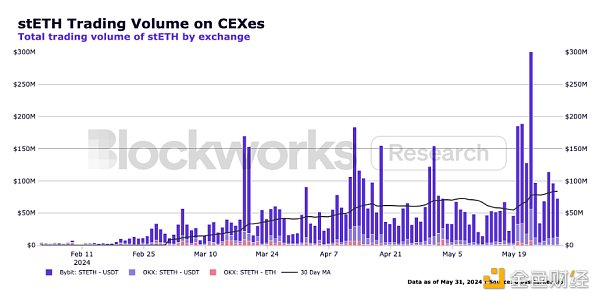 stETH Trading Volume on CEXes
Total trading volume of stETH by exchange
$300M $300M
$250M $250M
$200M $200M
$150M $150M
$100M $100M
$50M $50M
$0 $0
Blockworks Research
Feb 11 Feb 25 Mar 10 Mar 24 Apr 7 Apr 21 May 5 May 19
2024
Bybit: STETH - USDT OKX: STETH - USDT OKX: STETH - ETH 30 Day MA
Data as of May 31, 2024 | Source:
金色财经